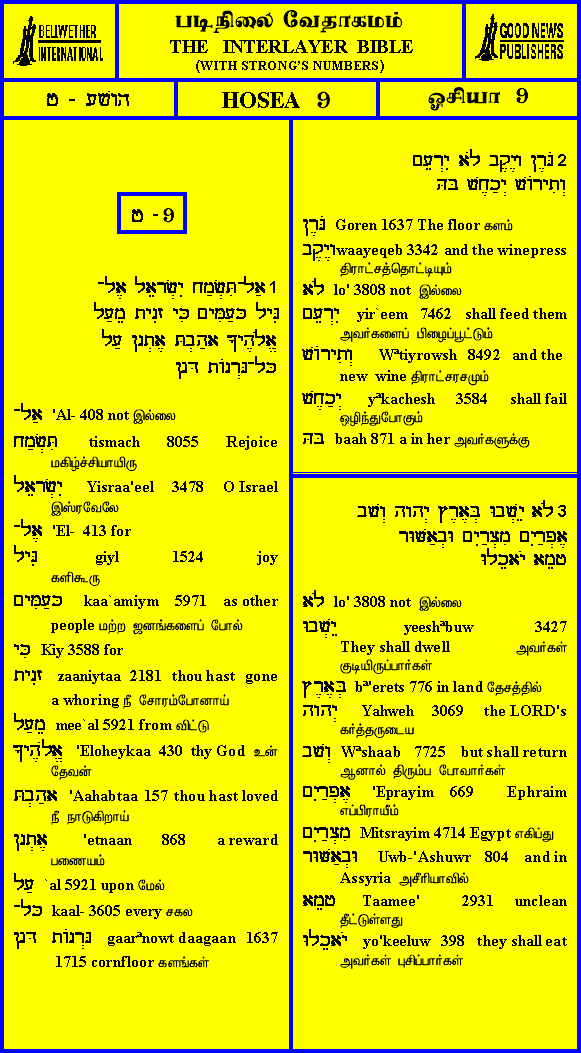 BELLWETHER
INTERNATIONAL
படிநிலை வேதாகமம்
THE INTERLAYER BIBLE
(WITH STRONG'S NUMBERS)
GOOD NEWS
PUBLISHERS
הושע - ט
HOSEA 9
ஓசியா 9
ט - 9
1 אַל־תִּשְׂמַח יִשְׂרָאֵל אֶל־
גִּיל כָּעַמִּים כִּי זָנִיתָ מֵעַל
אֱלֹהֶיךָ אָהַבְתָּ אֶתְנָן עַל
כָּל־גָּרְנוֹת דָּגָן
אַל־ 'Al- 408 not இல்லை
תִּשְׂמַח tismach 8055 Rejoice
மகிழ்ச்சியாயிரு
יִשְׂרָאֵל Yisraa'eel 3478 O Israel
இஸ்ரவேலே
אֶל־ 'El- 413 for
גִּיל giyl 1524 joy
களிகூரு
כָּעַמִּים kaa`amiym 5971 as other
people மற்ற ஜனங்களைப் போல்
כִּי Kiy 3588 for
זָנִיתָ zaaniytaa 2181 thou hast gone
a whoring நீ சோரம்போனாய்
מֵעַל mee`al 5921 from விட்டு
אֱלֹהֶיךָ 'Eloheykaa 430 thy God உன்
தேவன்
אָהַבְתָּ 'Aahabtaa 157 thou hast loved
நீ நாடுகிறாய்
אֶתְנָן 'etnaan 868 a reward
பணையம்
עַל `al 5921 upon மேல்
כָּל־ kaal- 3605 every சகல
גָּרְנוֹת דָּגָן gaarªnowt daagaan 1637
1715 cornfloor களங்கள்
2 גֹּרֶן וָיֶקֶב לֹא יִרְעֵם
וְתִירוֹשׁ יְכַחֶשׁ בָּהּ
גֹּרֶן Goren 1637 The floor களம்
וָיֶקֶב waayeqeb 3342 and the winepress
திராட்சத்தொட்டியும்
לֹא lo' 3808 not இல்லை
יִרְעֵם yir`eem 7462 shall feed them
அவர்களைப் பிழைப்பூட்டும்
וְתִירוֹשׁ Wªtiyrowsh 8492 and the
new wine திராட்சரசமும்
יְכַחֶשׁ yªkachesh 3584 shall fail
ஒழிந்துபோகும்
בָּהּ baah 871 a in her அவர்களுக்கு
3 לֹא יֵשְׁבוּ בְּאֶרֶץ יְהוָה וְשָׁב
אֶפְרַיִם מִצְרַיִם וּבְאַשּׁוּר
טָמֵא יֹאכֵלוּ
לֹא lo' 3808 not இல்லை
יֵשְׁבוּ yeeshªbuw 3427
They shall dwell அவர்கள்
குடியிருப்பார்கள்
בְּאֶרֶץ bª'erets 776 in land தேசத்தில்
יְהוָה Yahweh 3069 the LORD's
கர்த்தருடைய
וְשָׁב Wªshaab 7725 but shall return
ஆனால் திரும்ப போவார்கள்
אֶפְרַיִם 'Eprayim 669 Ephraim
எப்பிராயீம்
מִצְרַיִם Mitsrayim 4714 Egypt எகிப்து
וּבְאַשּׁוּר Uwb-'Ashuwr 804 and in
Assyria அசீரியாவில்
טָמֵא Taamee' 2931 unclean
தீட்டுள்ளது
יֹאכֵלוּ yo'keeluw 398 they shall eat
அவர்கள் புசிப்பார்கள்